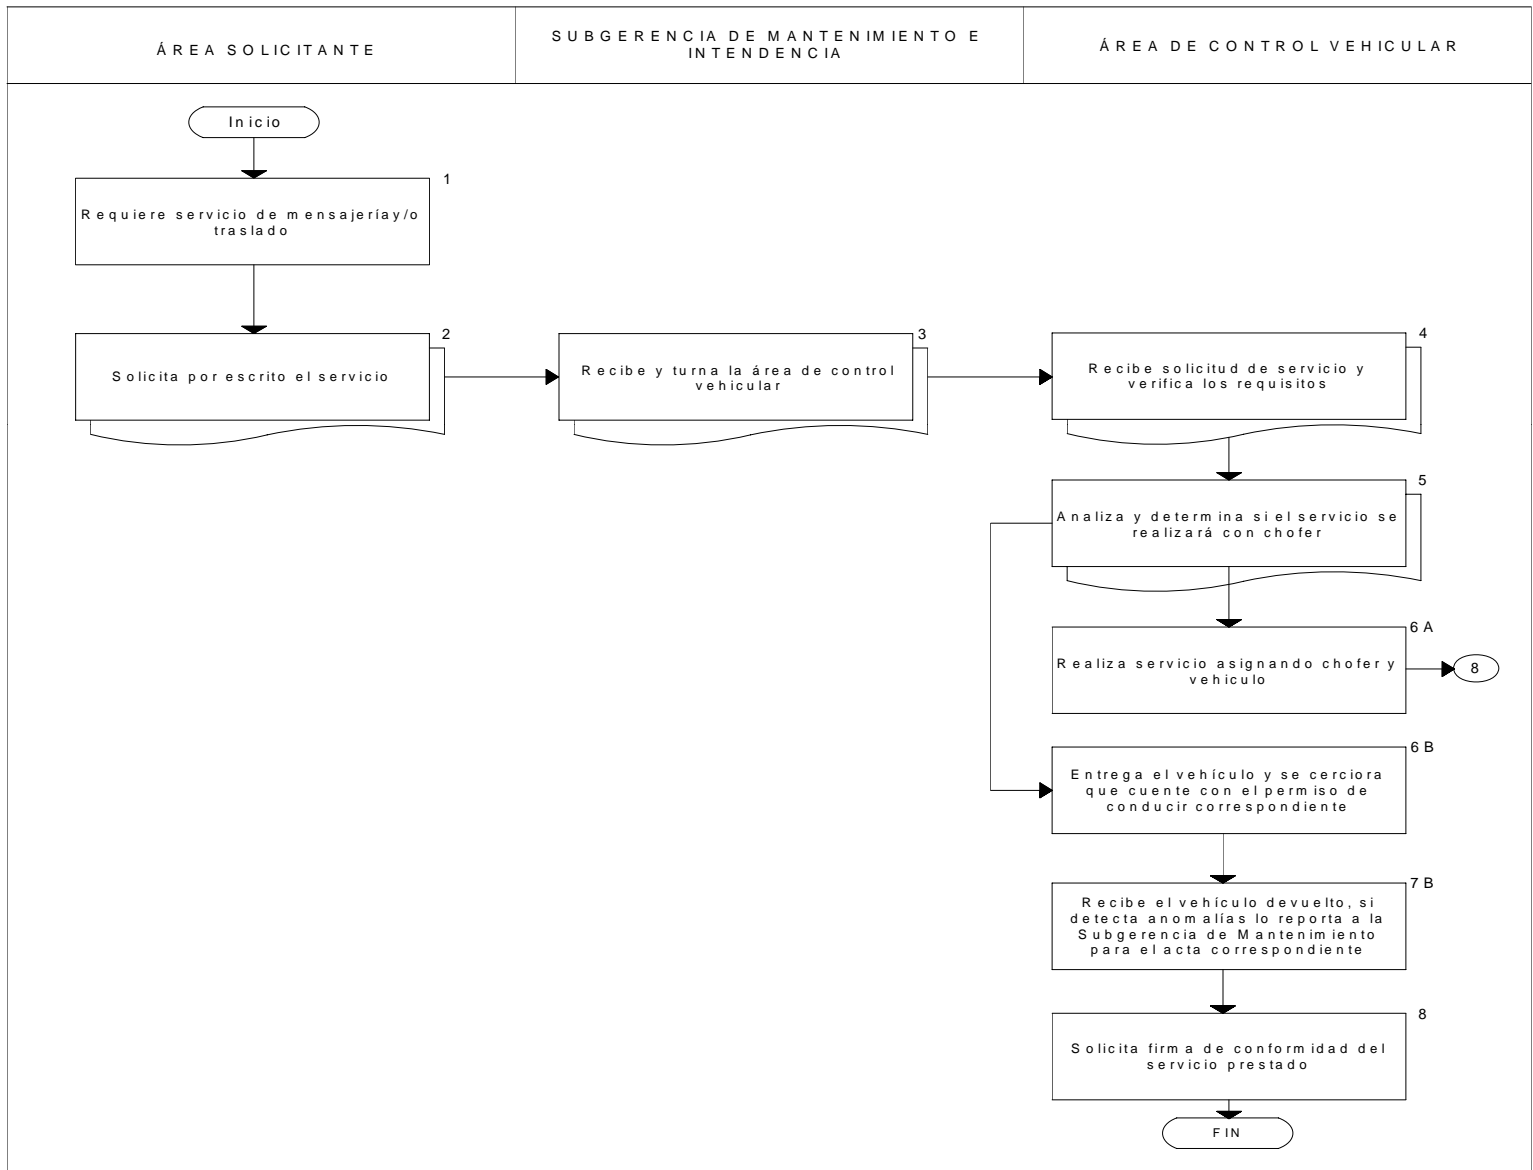 ÁREA SOLICITANTE
SUBGERENCIA DE MANTENIMIENTO E
INTENDENCIA
ÁREA DE CONTROL VEHICULAR
Inicio
1
Requiere servicio de mensajeríay/o
traslado
2
Solicita por escrito el servicio
3
Recibe y turna la área de control
vehicular
4
Recibe solicitud de servicio y
verifica los requisitos
5
Analiza y determina si el servicio se
realizará con chofer
6A
Realiza servicio asignando chofer y
vehiculo
8
6B
Entrega el vehículo y se cerciora
que cuente con el permiso de
conducir correspondiente
7B
Recibe el vehículo devuelto, si
detecta anomalías lo reporta a la
Subgerencia de Mantenimiento
para el acta correspondiente
8
Solicita firma de conformidad del
servicio prestado
FIN